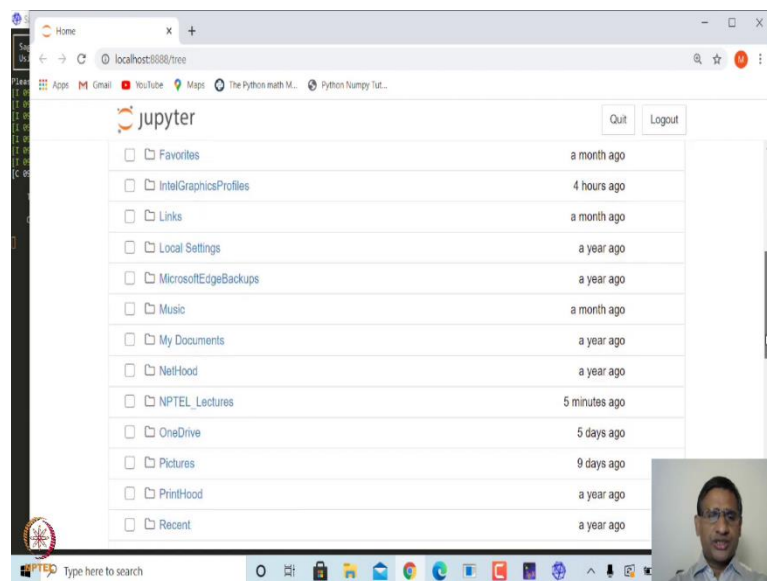 Home
localhost:8888/tree
M
Apps Gmail YouTube Maps The Python math M... Python Numpy Tut...
jupyter Quit Logout
Favorites a month ago
IntelGraphicsProfiles 4 hours ago
Links a month ago
Local Settings a year ago
MicrosoftEdgeBackups a year ago
Music a month ago
My Documents a year ago
NetHood a year ago
NPTEL_Lectures 5 minutes ago
OneDrive 5 days ago
Pictures 9 days ago
PrintHood a year ago
Recent a year ago
NPTEL
Type here to search